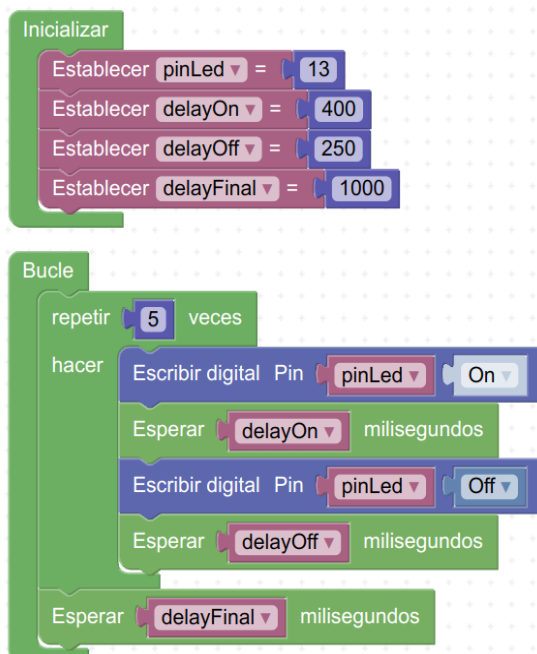 Inicializar
Establecer pinLed = 13
Establecer delayOn = 400
Establecer delayOff = 250
Establecer delayFinal = 1000
Bucle
repetir 5 veces
hacer
Escribir digital Pin pinLed On
Esperar delayOn milisegundos
Escribir digital Pin pinLed Off
Esperar delayOff milisegundos
Esperar delayFinal milisegundos